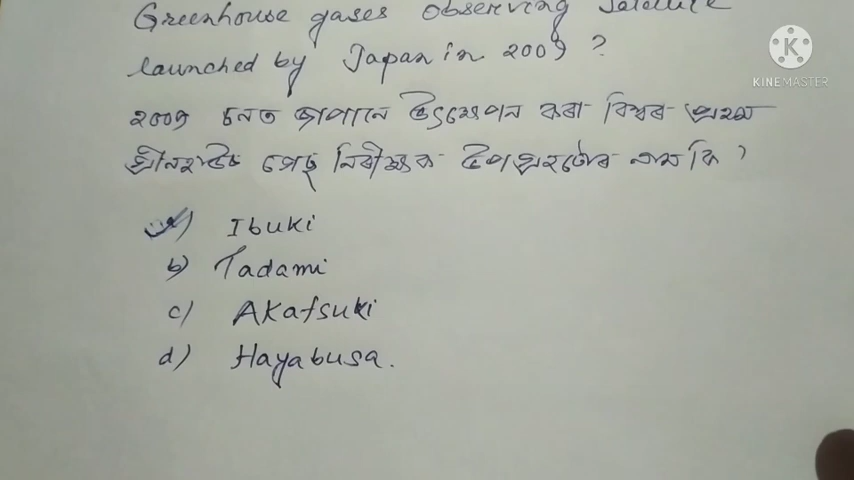 Greenhouse gases observing Satellite
launched by Japan in 2009 ?
২০০৯ চনত জাপানে উৎক্ষেপন কৰা বিশ্বৰ প্ৰথম
গ্ৰীনহাউচ গেছ নিৰীক্ষক উপগ্ৰহটোৰ নাম কি ?
a) Ibuki
b) Tadami
c) Akatsuki
d) Hayabusa.
KINEMASTER